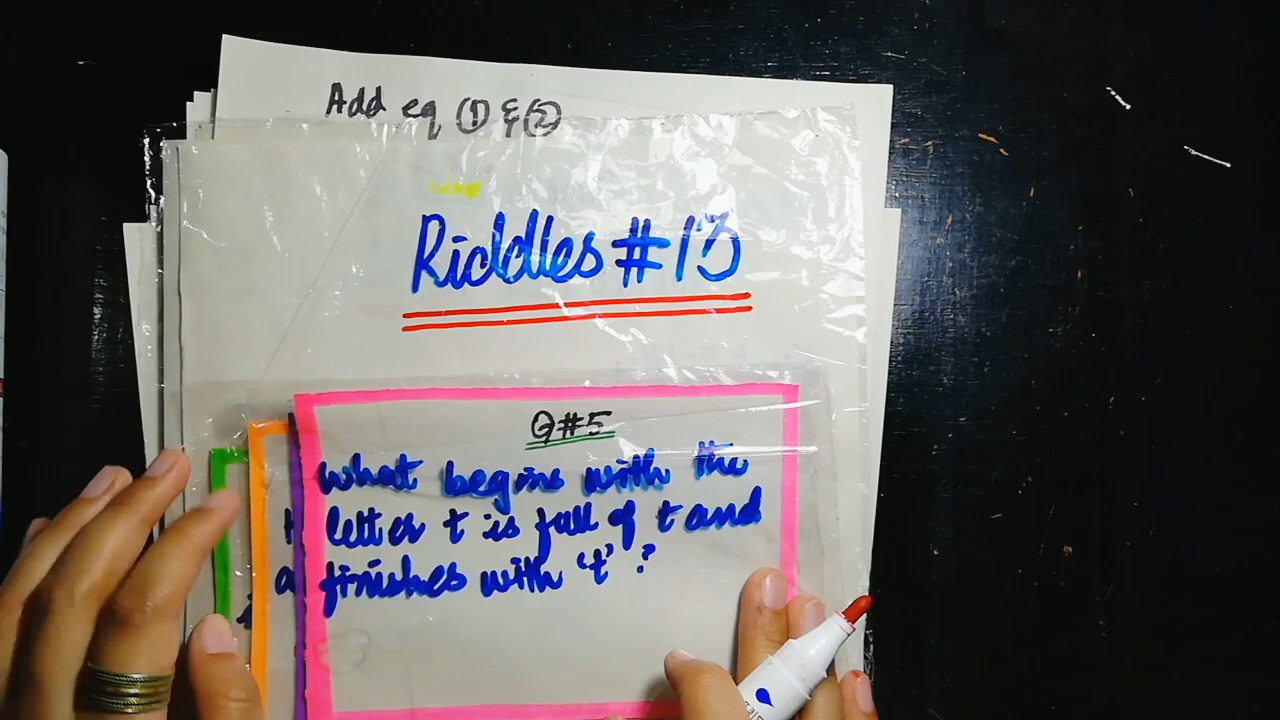 Add eq ① & ②
Riddles #13
Q#5
What begins with the
letter t is full of t and
finishes with 't' ?